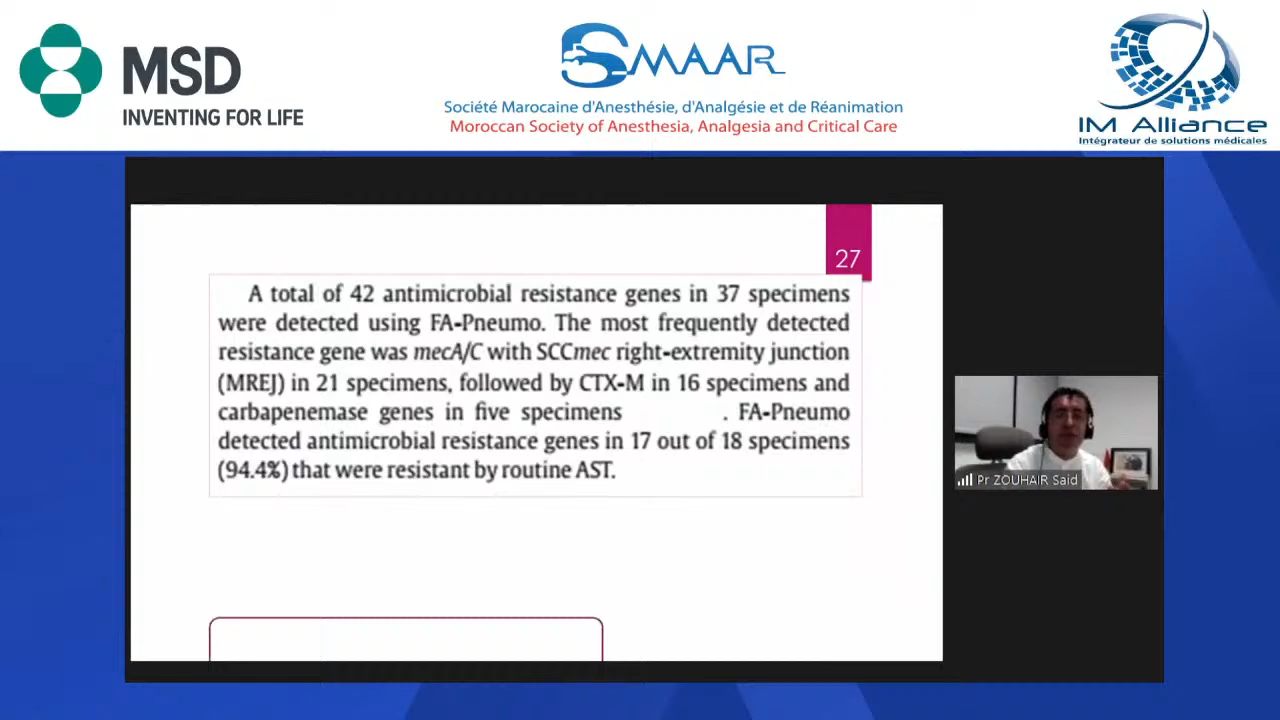 MSD
INVENTING FOR LIFE
SMAAR
Société Marocaine d'Anesthésie, d'Analgésie et de Réanimation
Moroccan Society of Anesthesia, Analgesia and Critical Care
IM Alliance
Intégrateur de solutions médicales
27
A total of 42 antimicrobial resistance genes in 37 specimens
were detected using FA-Pneumo. The most frequently detected
resistance gene was mecA/C with SCCmec right-extremity junction
(MREJ) in 21 specimens, followed by CTX-M in 16 specimens and
carbapenemase genes in five specimens . FA-Pneumo
detected antimicrobial resistance genes in 17 out of 18 specimens
(94.4%) that were resistant by routine AST.
Pr ZOUHAIR Said